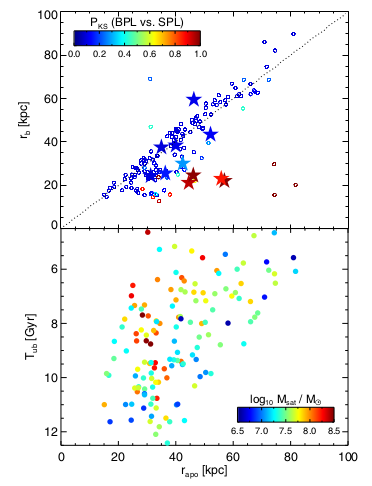 100
P_KS (BPL vs. SPL)
0.0 0.2 0.4 0.6 0.8 1.0
80
60
r_b [kpc]
40
20
0
6
8
T_ub [Gyr]
10
12
log₁₀ M_sat / M_⊙
6.5 7.0 7.5 8.0 8.5
0 20 40 60 80 100
r_apo [kpc]